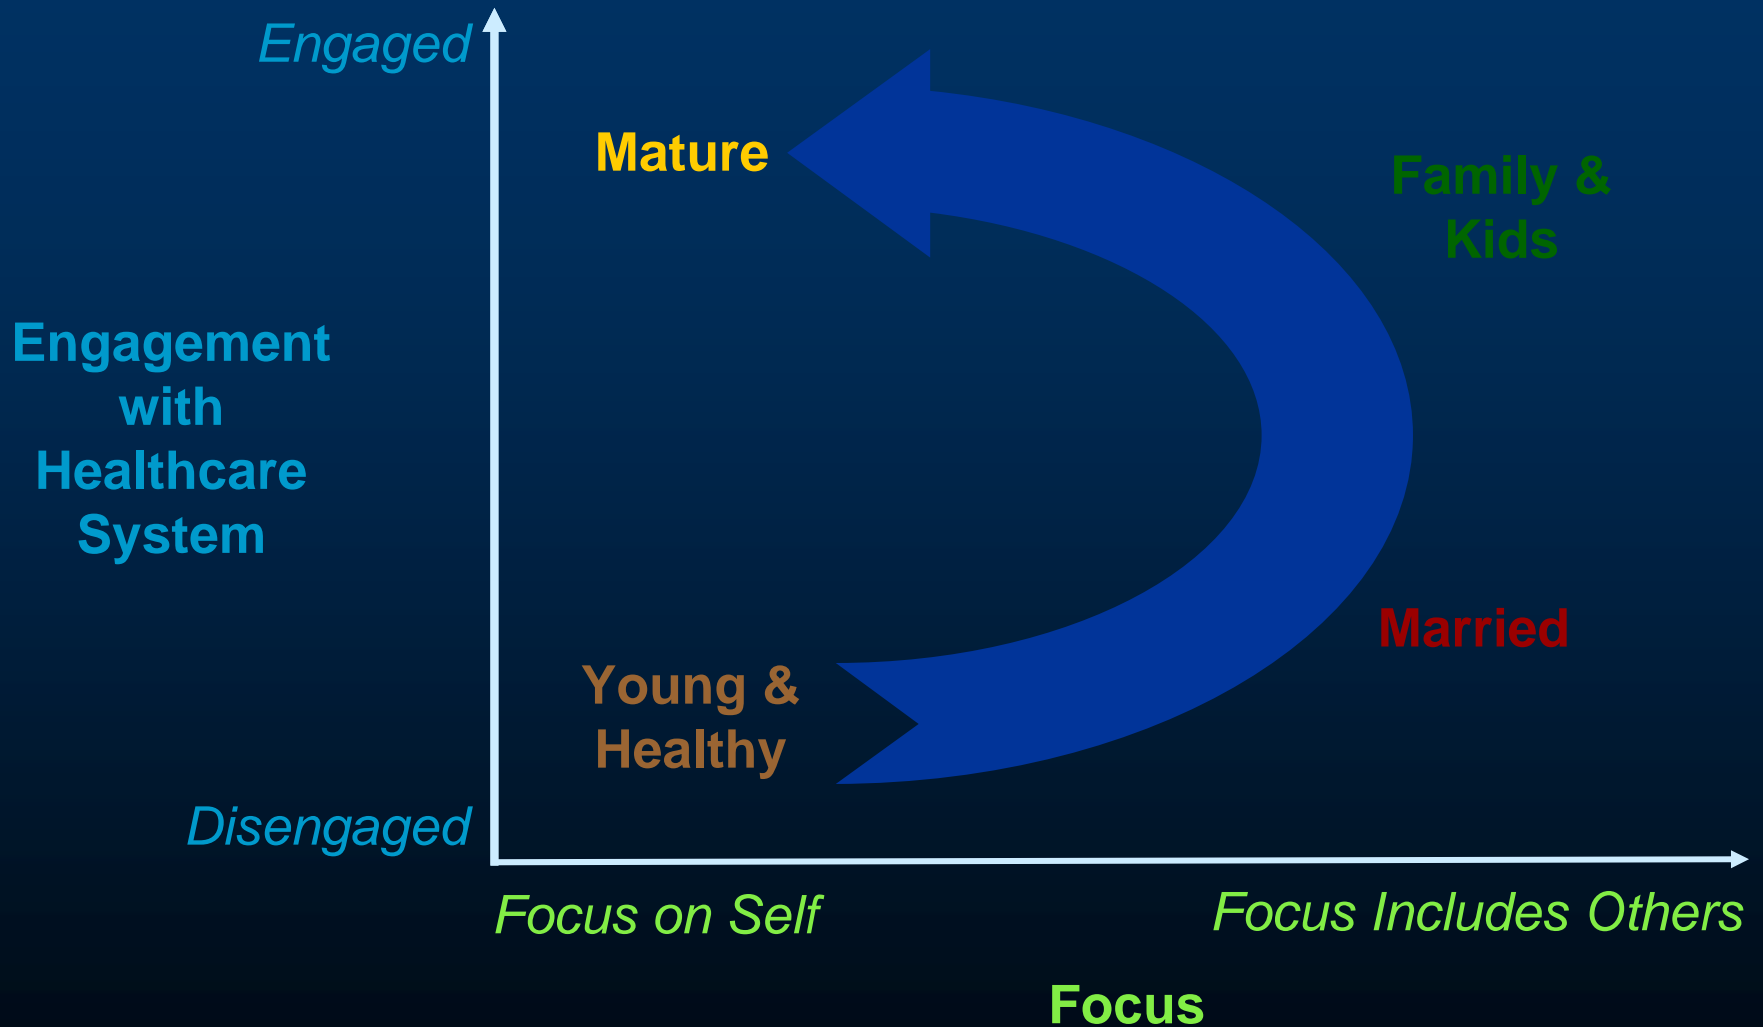 Engaged
Mature
Family &
Kids
Engagement
with
Healthcare
System
Married
Young &
Healthy
Disengaged
Focus on Self
Focus Includes Others
Focus